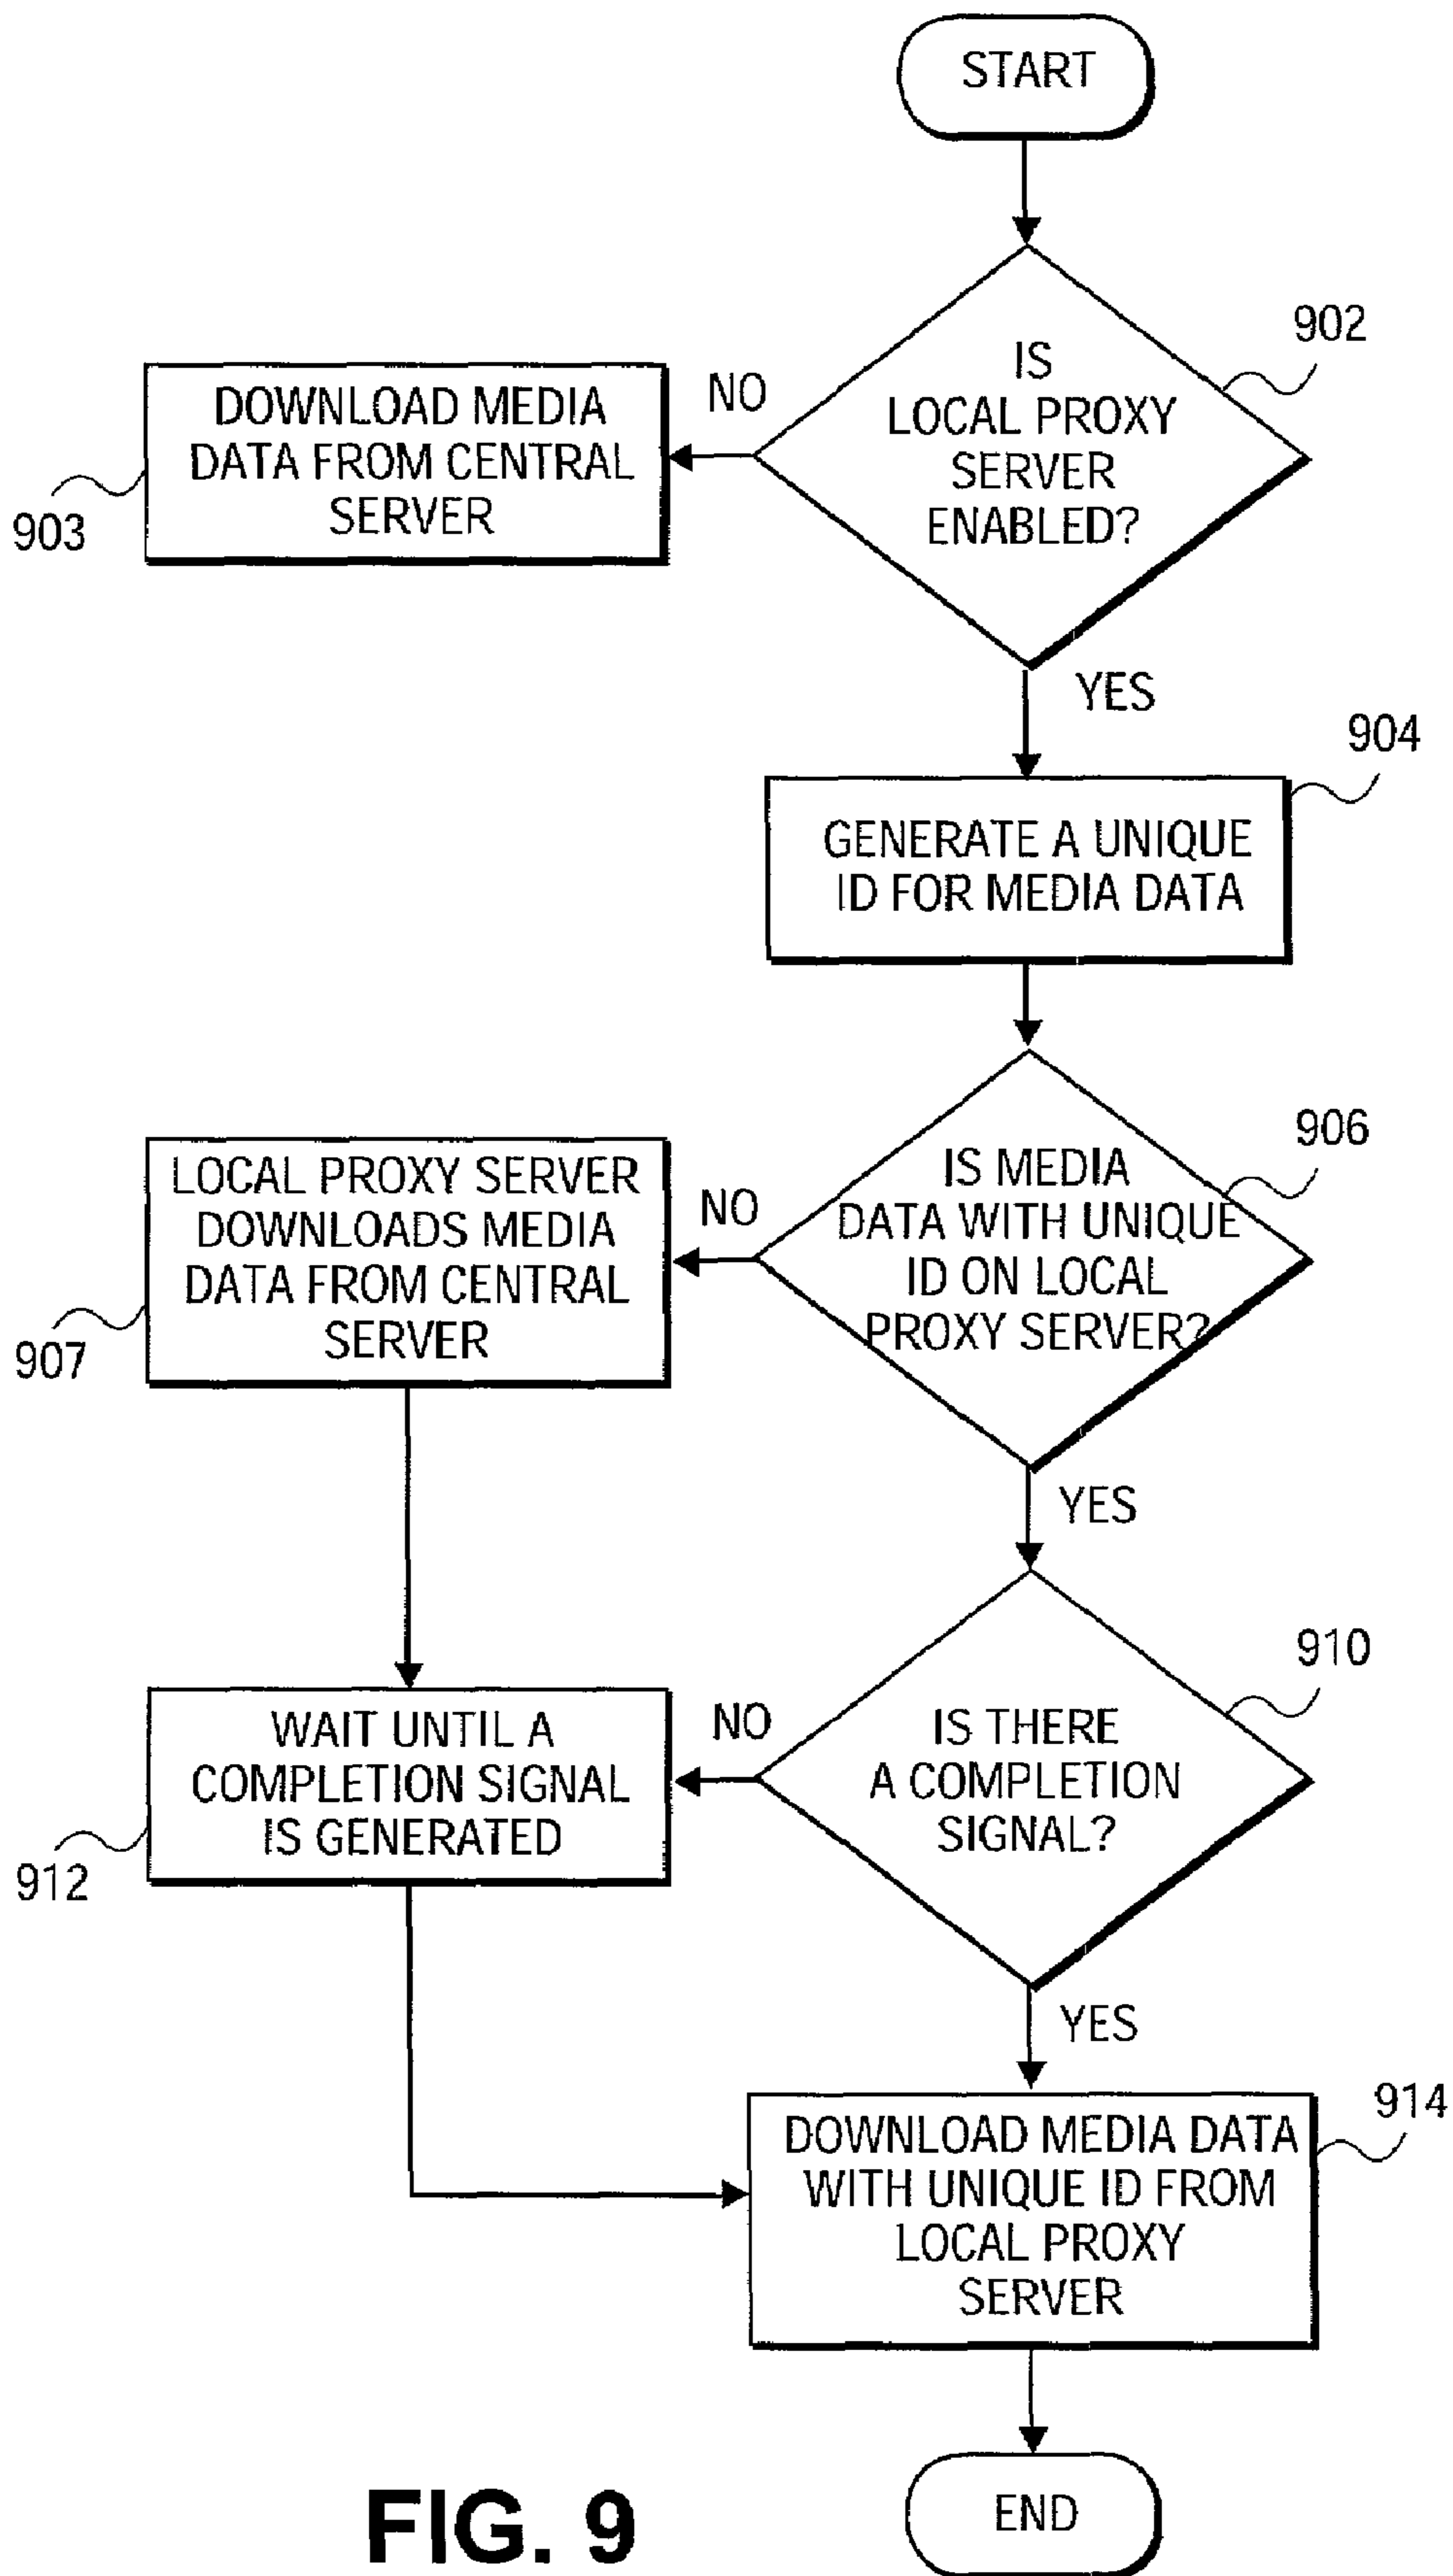 START
902
IS
LOCAL PROXY
SERVER
ENABLED?
NO
DOWNLOAD MEDIA
DATA FROM CENTRAL
SERVER
903
YES
904
GENERATE A UNIQUE
ID FOR MEDIA DATA
906
IS MEDIA
DATA WITH UNIQUE
ID ON LOCAL
PROXY SERVER?
NO
LOCAL PROXY SERVER
DOWNLOADS MEDIA
DATA FROM CENTRAL
SERVER
907
YES
910
IS THERE
A COMPLETION
SIGNAL?
NO
WAIT UNTIL A
COMPLETION SIGNAL
IS GENERATED
912
YES
914
DOWNLOAD MEDIA DATA
WITH UNIQUE ID FROM
LOCAL PROXY
SERVER
END
FIG. 9